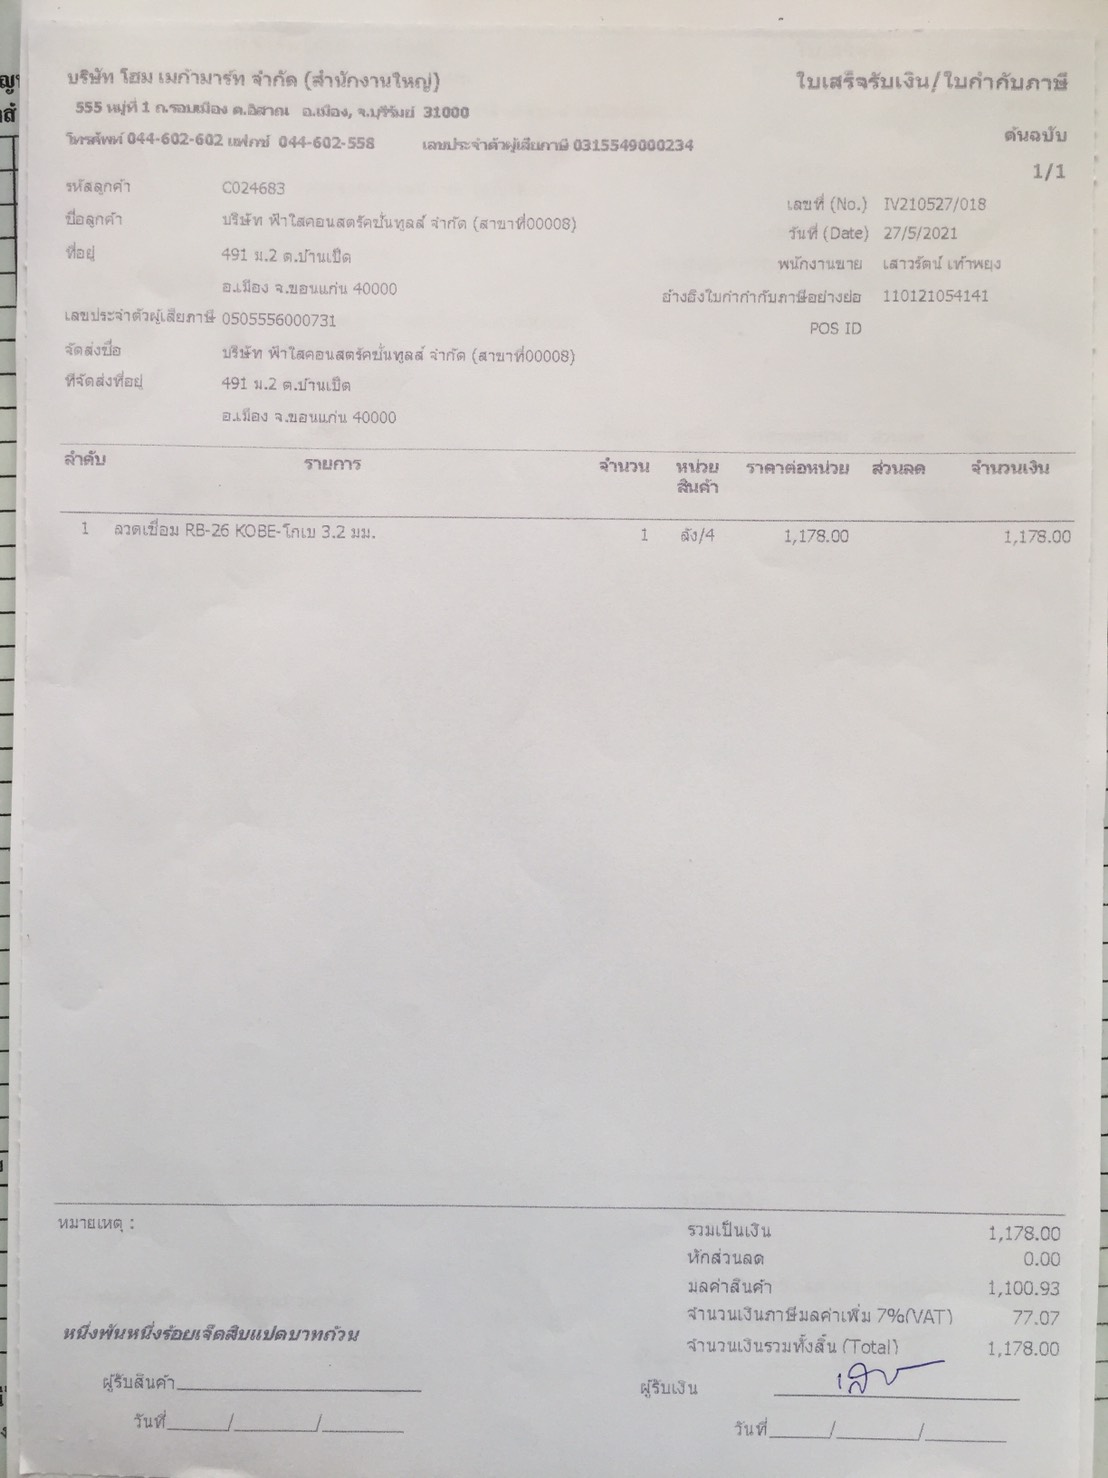 บริษัท โฮม เมก้ามาร์ท จำกัด (สำนักงานใหญ่)
ใบเสร็จรับเงิน/ใบกำกับภาษี
555 หมู่ที่ 1 ถ.รอบเมือง ต.อิสาณ อ.เมือง, จ.บุรีรัมย์ 31000
โทรศัพท์ 044-602-602 แฟกซ์ 044-602-558 เลขประจำตัวผู้เสียภาษี 0315549000234
ต้นฉบับ
1/1
รหัสลูกค้า C024683
เลขที่ (No.) IV210527/018
ชื่อลูกค้า บริษัท ฟ้าใสคอนสตรัคชั่นทูลส์ จำกัด (สาขาที่00008)
วันที่ (Date) 27/5/2021
ที่อยู่ 491 ม.2 ต.บ้านเป็ด
พนักงานขาย เสาวรัตน์ เท้าพยุง
อ.เมือง จ.ขอนแก่น 40000
อ้างอิงใบกำกับภาษีอย่างย่อ 110121054141
เลขประจำตัวผู้เสียภาษี 0505556000731
POS ID
จัดส่งชื่อ บริษัท ฟ้าใสคอนสตรัคชั่นทูลส์ จำกัด (สาขาที่00008)
ที่จัดส่งที่อยู่ 491 ม.2 ต.บ้านเป็ด
อ.เมือง จ.ขอนแก่น 40000
ลำดับ รายการ จำนวน หน่วย ราคาต่อหน่วย ส่วนลด จำนวนเงิน
สินค้า
1 ลวดเชื่อม RB-26 KOBE-โกเบ 3.2 มม. 1 ลัง/4 1,178.00 1,178.00
หมายเหตุ :
รวมเป็นเงิน 1,178.00
หักส่วนลด 0.00
มูลค่าสินค้า 1,100.93
จำนวนเงินภาษีมูลค่าเพิ่ม 7%(VAT) 77.07
หนึ่งพันหนึ่งร้อยเจ็ดสิบแปดบาทถ้วน
จำนวนเงินรวมทั้งสิ้น (Total) 1,178.00
ผู้รับสินค้า
ผู้รับเงิน
วันที่ / /
วันที่ / /